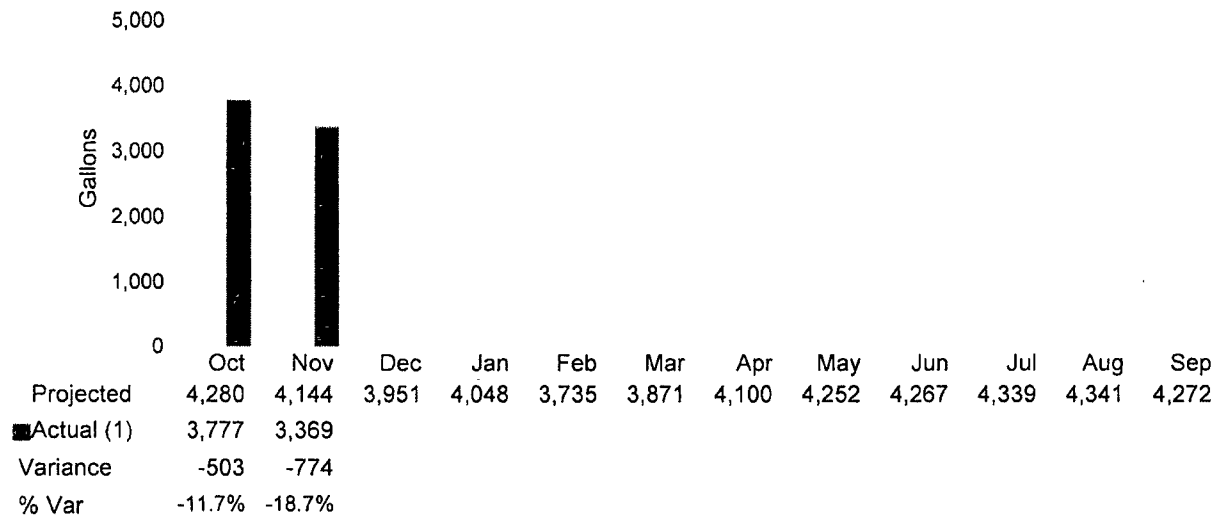 5,000
4,000
3,000
2,000
1,000
0
Gallons
Oct Nov Dec Jan Feb Mar Apr May Jun Jul Aug Sep
Projected 4,280 4,144 3,951 4,048 3,735 3,871 4,100 4,252 4,267 4,339 4,341 4,272
Actual (1) 3,777 3,369
Variance -503 -774
% Var -11.7% -18.7%